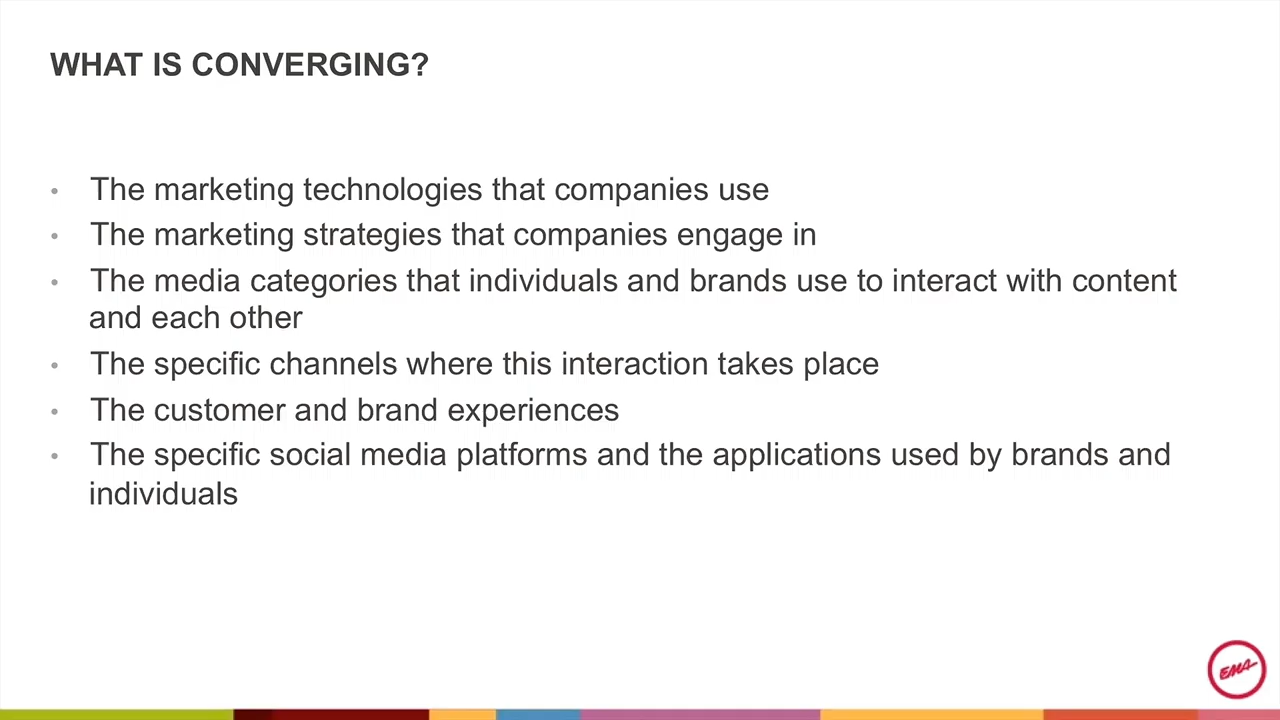 WHAT IS CONVERGING?
• The marketing technologies that companies use
• The marketing strategies that companies engage in
• The media categories that individuals and brands use to interact with content
and each other
• The specific channels where this interaction takes place
• The customer and brand experiences
• The specific social media platforms and the applications used by brands and
individuals
EMA